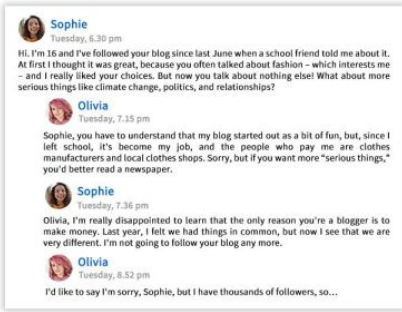 Sophie
Tuesday, 6.30 pm
Hi. I'm 16 and I've followed your blog since last June when a school friend told me about it.
At first I thought it was great, because you often talked about fashion – which interests me
– and I really liked your choices. But now you talk about nothing else! What about more
serious things like climate change, politics, and relationships?
Olivia
Tuesday, 7.15 pm
Sophie, you have to understand that my blog started out as a bit of fun, but, since I
left school, it's become my job, and the people who pay me are clothes
manufacturers and local clothes shops. Sorry, but if you want more "serious things,"
you'd better read a newspaper.
Sophie
Tuesday, 7.36 pm
Olivia, I'm really disappointed to learn that the only reason you're a blogger is to
make money. Last year, I felt we had things in common, but now I see that we are
very different. I'm not going to follow your blog any more.
Olivia
Tuesday, 8.52 pm
I'd like to say I'm sorry, Sophie, but I have thousands of followers, so…